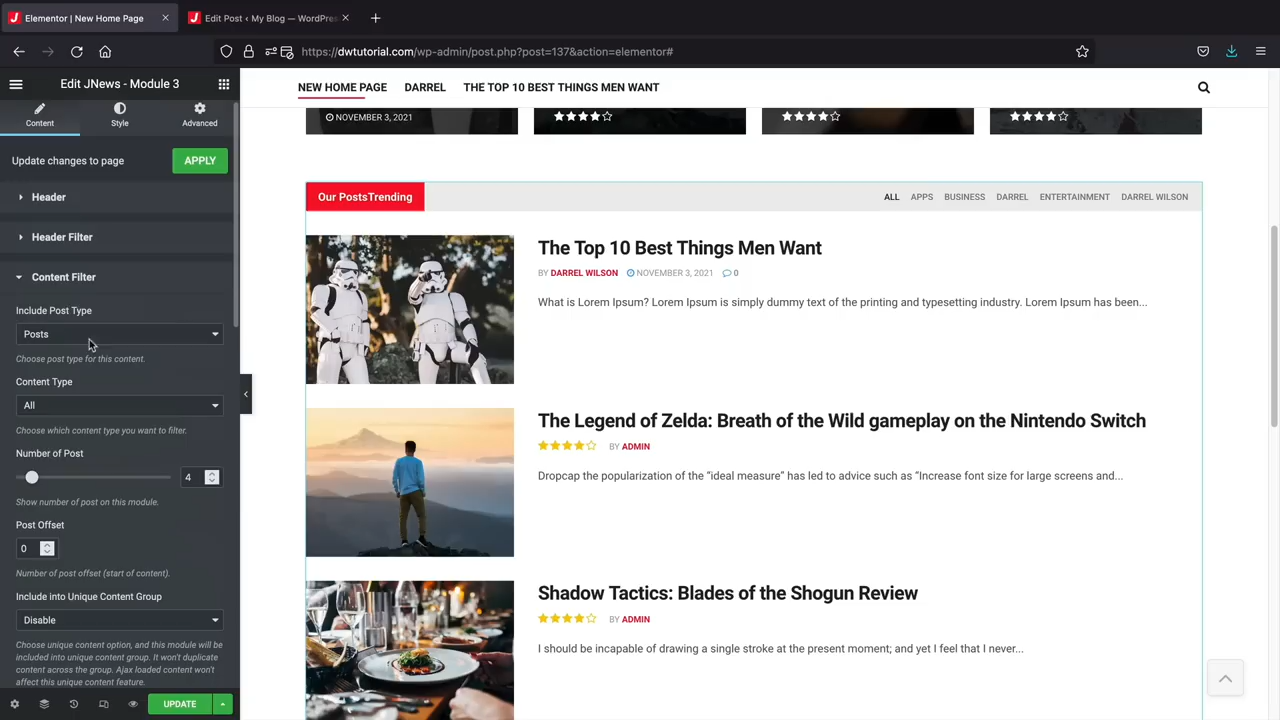 Elementor | New Home Page
Edit Post ‹ My Blog — WordPres
https://dwtutorial.com/wp-admin/post.php?post=137&action=elementor#
Edit JNews - Module 3
Content
Style
Advanced
Update changes to page
APPLY
Header
Header Filter
Content Filter
Include Post Type
Posts
Choose post type for this content.
Content Type
All
Choose which content type you want to filter.
Number of Post
4
Show number of post on this module.
Post Offset
0
Number of post offset (start of content).
Include into Unique Content Group
Disable
Choose unique content option, and this module will be
included into unique content group. It won't duplicate
content across the group. Ajax loaded content won't
affect this unique content feature.
UPDATE
NEW HOME PAGE
DARREL
THE TOP 10 BEST THINGS MEN WANT
NOVEMBER 3, 2021
Our PostsTrending
ALL
APPS
BUSINESS
DARREL
ENTERTAINMENT
DARREL WILSON
The Top 10 Best Things Men Want
BY DARREL WILSON NOVEMBER 3, 2021 0
What is Lorem Ipsum? Lorem Ipsum is simply dummy text of the printing and typesetting industry. Lorem Ipsum has been...
The Legend of Zelda: Breath of the Wild gameplay on the Nintendo Switch
BY ADMIN
Dropcap the popularization of the “ideal measure” has led to advice such as “Increase font size for large screens and...
Shadow Tactics: Blades of the Shogun Review
BY ADMIN
I should be incapable of drawing a single stroke at the present moment; and yet I feel that I never...